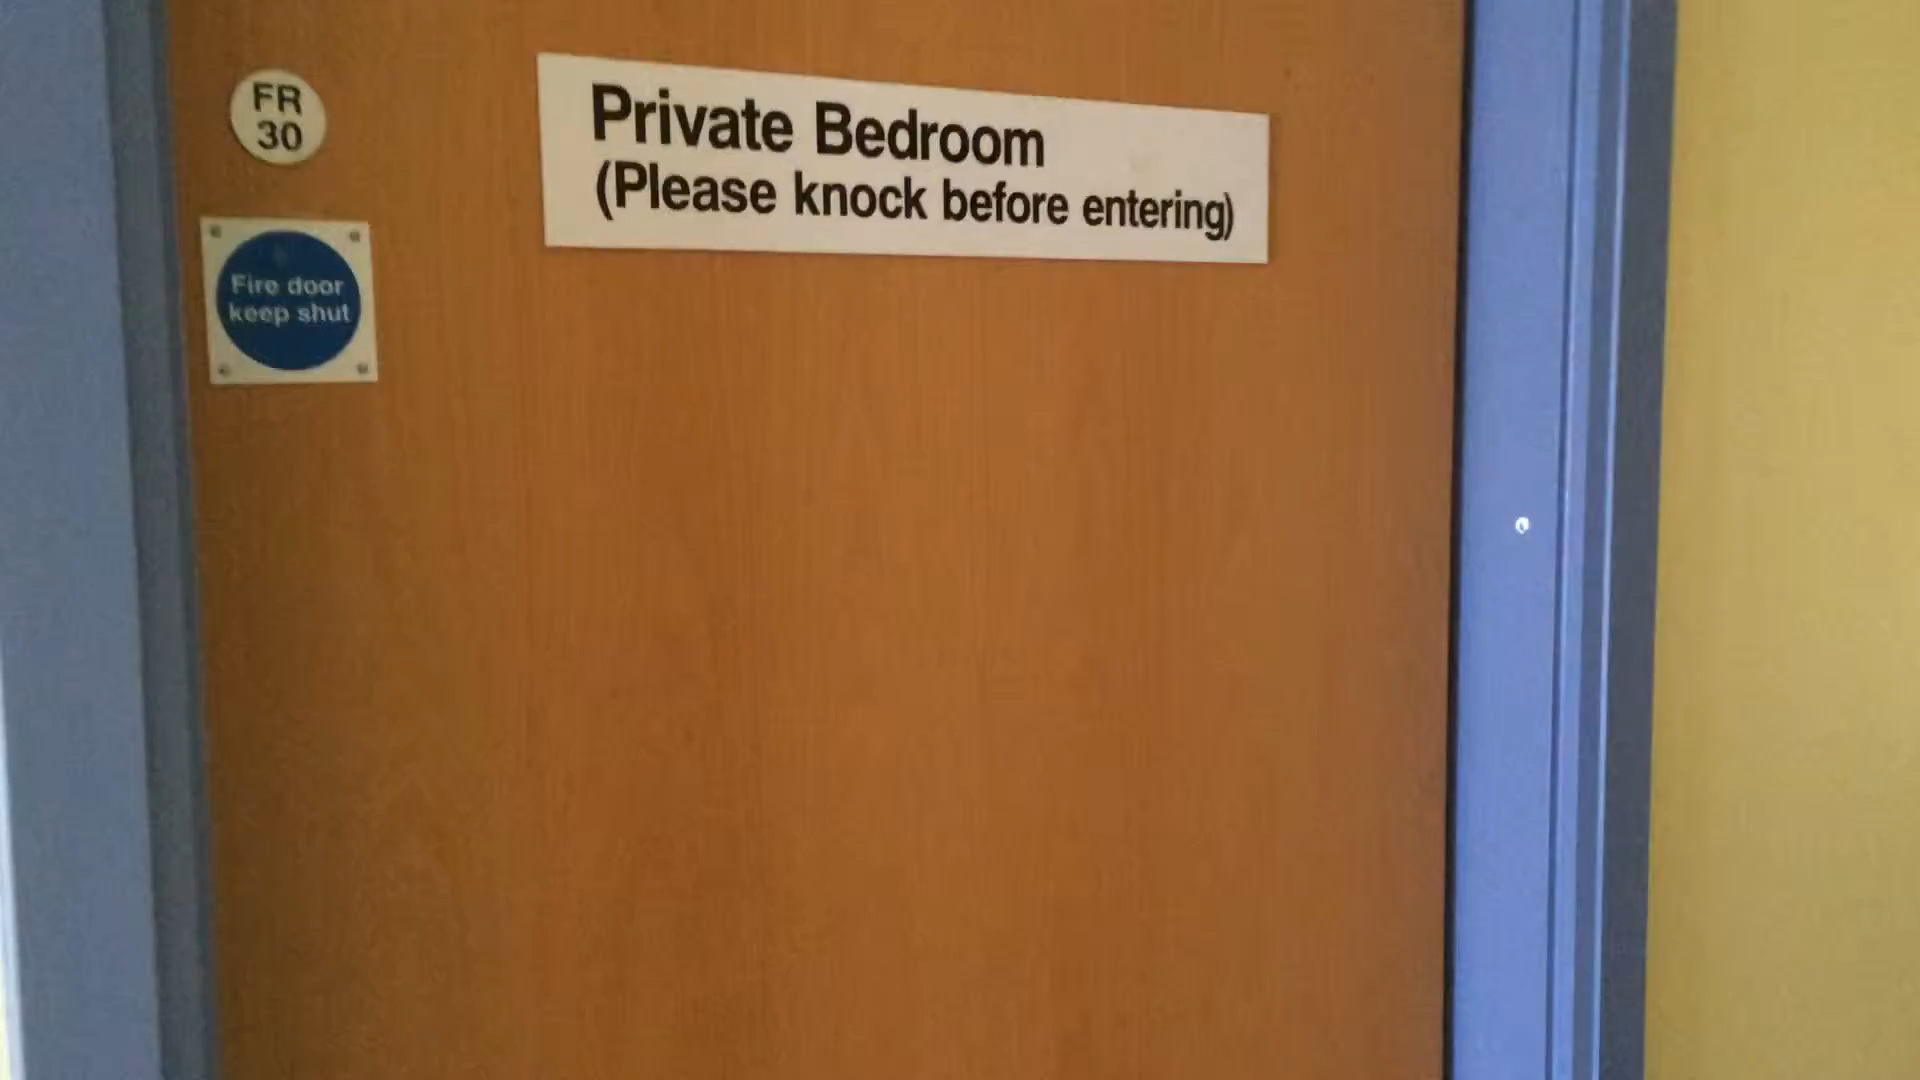 FR
30
Private Bedroom
(Please knock before entering)
Fire door
keep shut